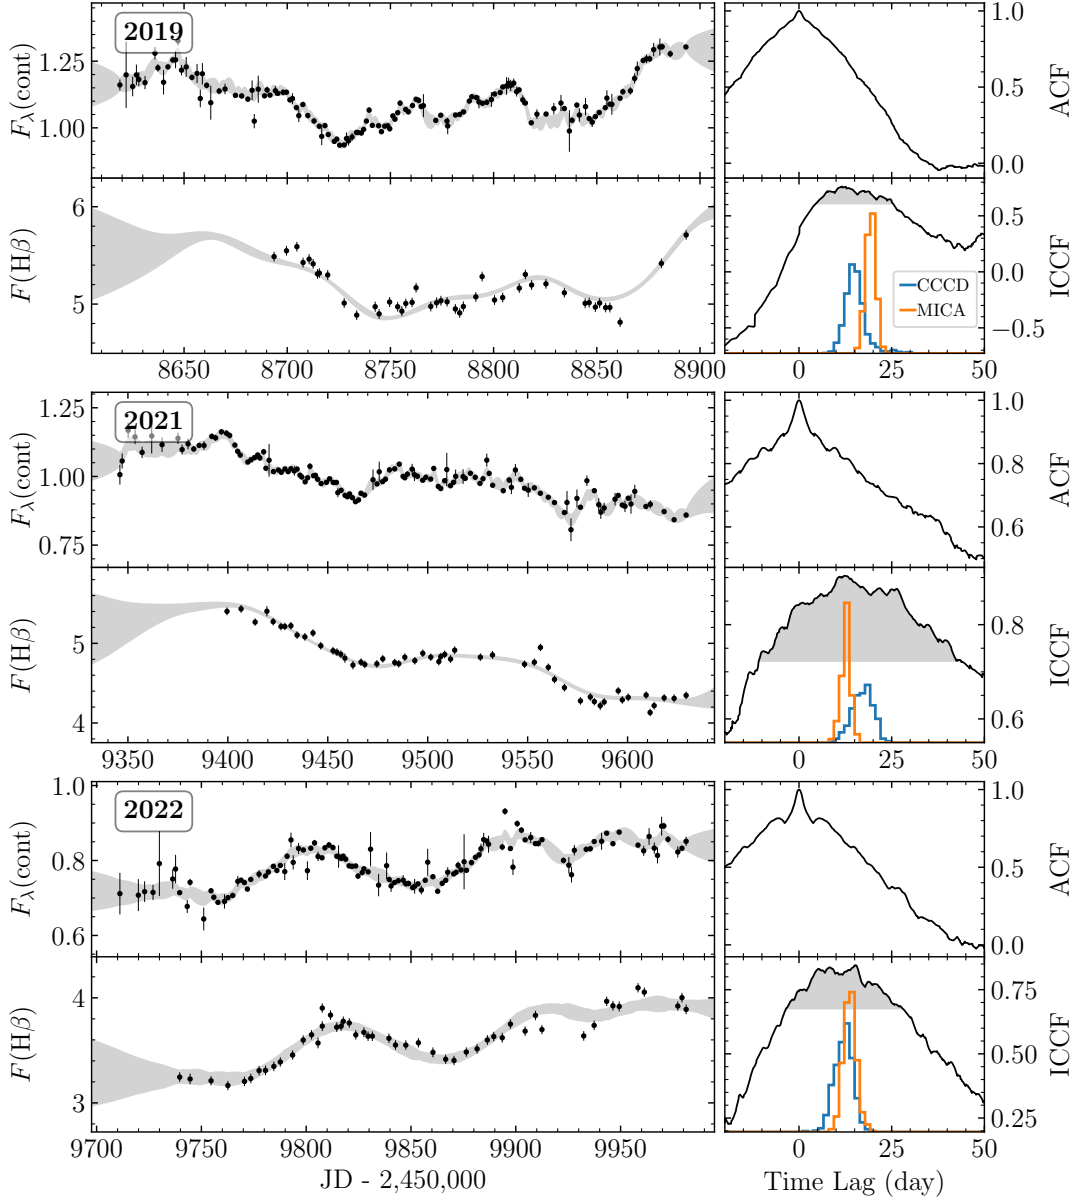 2019
F_λ(cont)
1.25
1.00
1.0
0.5
0.0
ACF
F(Hβ)
6
5
8650 8700 8750 8800 8850 8900
0.5
0.0
−0.5
ICCF
CCCD
MICA
0 25 50
2021
F_λ(cont)
1.25
1.00
0.75
1.0
0.8
0.6
ACF
F(Hβ)
5
4
9350 9400 9450 9500 9550 9600
0.8
0.6
ICCF
0 25 50
2022
F_λ(cont)
1.0
0.8
0.6
1.0
0.5
0.0
ACF
F(Hβ)
4
3
9700 9750 9800 9850 9900 9950
JD - 2,450,000
0.75
0.50
0.25
ICCF
0 25 50
Time Lag (day)